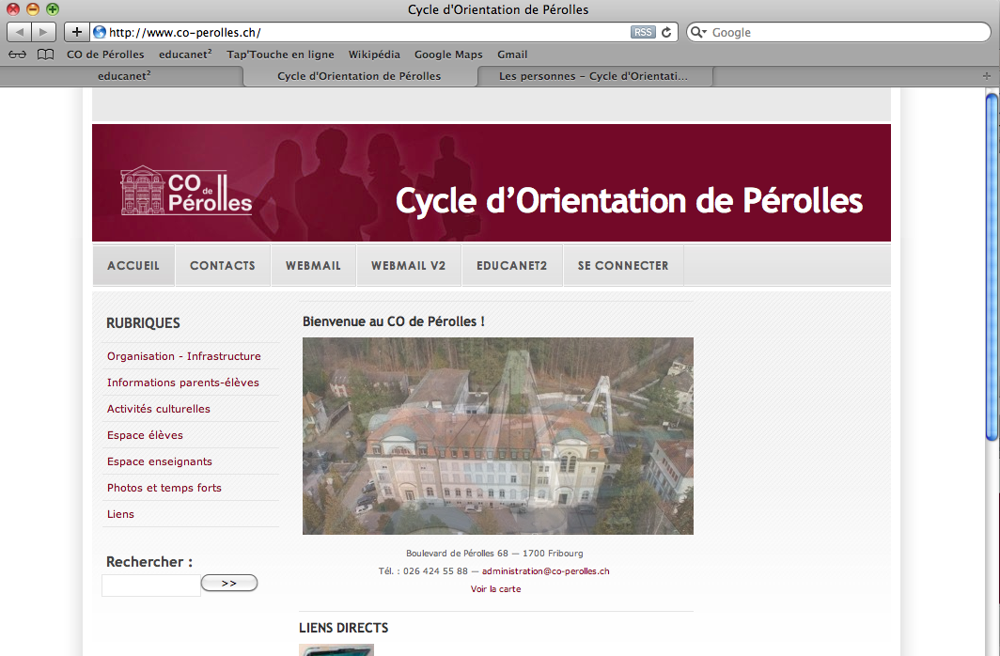 Cycle d'Orientation de Pérolles
http://www.co-perolles.ch/
RSS
Google
CO de Pérolles educanet² Tap'Touche en ligne Wikipédia Google Maps Gmail
educanet² Cycle d'Orientation de Pérolles Les personnes – Cycle d'Orientati...
CO de Pérolles
Cycle d'Orientation de Pérolles
ACCUEIL CONTACTS WEBMAIL WEBMAIL V2 EDUCANET2 SE CONNECTER
RUBRIQUES
Organisation - Infrastructure
Informations parents-élèves
Activités culturelles
Espace élèves
Espace enseignants
Photos et temps forts
Liens
Rechercher :
>>
Bienvenue au CO de Pérolles !
Boulevard de Pérolles 68 — 1700 Fribourg
Tél. : 026 424 55 88 — administration@co-perolles.ch
Voir la carte
LIENS DIRECTS